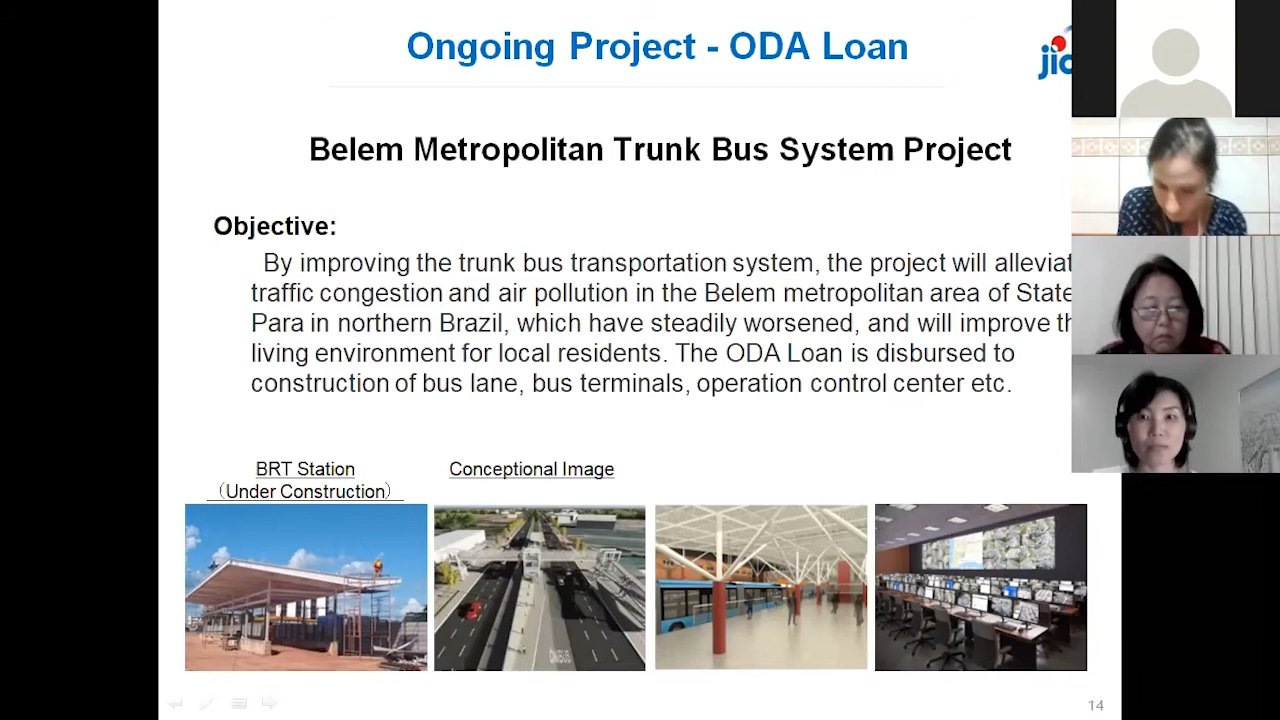 Ongoing Project - ODA Loan
jic
Belem Metropolitan Trunk Bus System Project
Objective:
By improving the trunk bus transportation system, the project will alleviat
traffic congestion and air pollution in the Belem metropolitan area of State
Para in northern Brazil, which have steadily worsened, and will improve th
living environment for local residents. The ODA Loan is disbursed to
construction of bus lane, bus terminals, operation control center etc.
BRT Station
（Under Construction）
Conceptional Image
ÔNIBUS
14